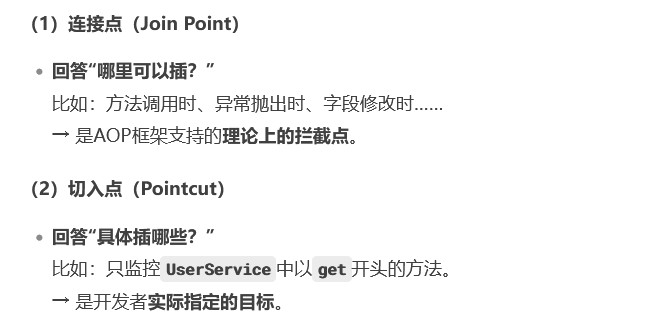 （1）连接点（Join Point）
• 回答“哪里可以插？”
比如：方法调用时、异常抛出时、字段修改时……
→ 是AOP框架支持的理论上的拦截点。
（2）切入点（Pointcut）
• 回答“具体插哪些？”
比如：只监控 UserService 中以 get 开头的方法。
→ 是开发者实际指定的目标。